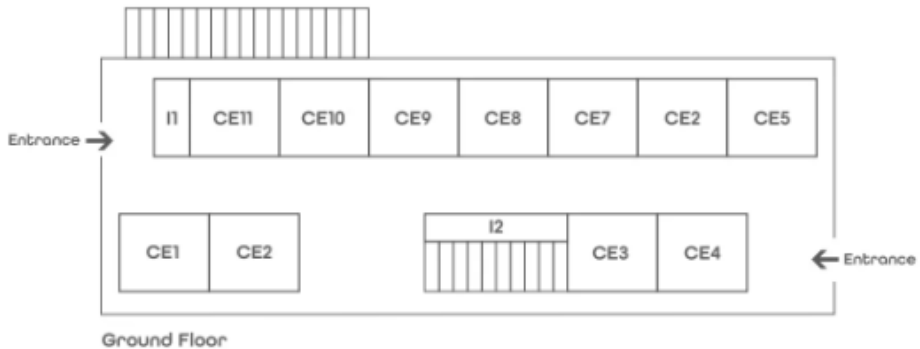 I1 CE11 CE10 CE9 CE8 CE7 CE2 CE5
Entrance
I2
CE1 CE2 CE3 CE4
Entrance
Ground Floor